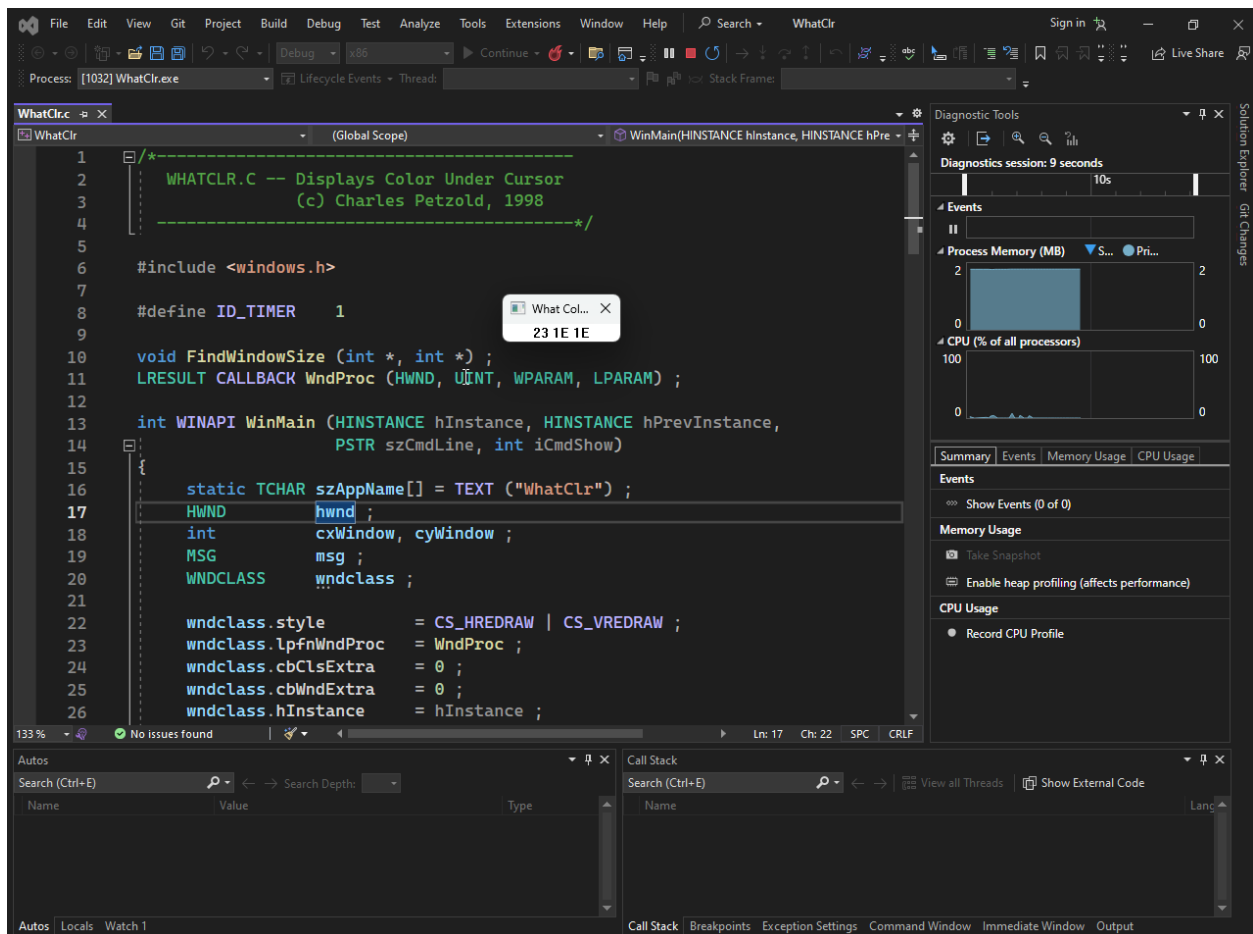 File Edit View Git Project Build Debug Test Analyze Tools Extensions Window Help Search WhatClr Sign in
Debug x86 Continue Live Share
Process: [1032] WhatClr.exe Lifecycle Events Thread: Stack Frame:
WhatClr.c
WhatClr (Global Scope) WinMain(HINSTANCE hInstance, HINSTANCE hPre
1 /*------------------------------------------
2 WHATCLR.C -- Displays Color Under Cursor
3 (c) Charles Petzold, 1998
4 ------------------------------------------*/
5
6 #include <windows.h>
7
8 #define ID_TIMER 1
9
10 void FindWindowSize (int *, int *) ;
11 LRESULT CALLBACK WndProc (HWND, UINT, WPARAM, LPARAM) ;
12
13 int WINAPI WinMain (HINSTANCE hInstance, HINSTANCE hPrevInstance,
14 PSTR szCmdLine, int iCmdShow)
15 {
16 static TCHAR szAppName[] = TEXT ("WhatClr") ;
17 HWND hwnd ;
18 int cxWindow, cyWindow ;
19 MSG msg ;
20 WNDCLASS wndclass ;
21
22 wndclass.style = CS_HREDRAW | CS_VREDRAW ;
23 wndclass.lpfnWndProc = WndProc ;
24 wndclass.cbClsExtra = 0 ;
25 wndclass.cbWndExtra = 0 ;
26 wndclass.hInstance = hInstance ;
What Col...
23 1E 1E
133 % No issues found Ln: 17 Ch: 22 SPC CRLF
Diagnostic Tools
Diagnostics session: 9 seconds
10s
Events
Process Memory (MB) S... Pri...
2 2
0 0
CPU (% of all processors)
100 100
0 0
Summary Events Memory Usage CPU Usage
Events
Show Events (0 of 0)
Memory Usage
Take Snapshot
Enable heap profiling (affects performance)
CPU Usage
Record CPU Profile
Solution Explorer
Git Changes
Autos
Search (Ctrl+E) Search Depth:
Name Value Type
Autos Locals Watch 1
Call Stack
Search (Ctrl+E) View all Threads Show External Code
Name Lang
Call Stack Breakpoints Exception Settings Command Window Immediate Window Output